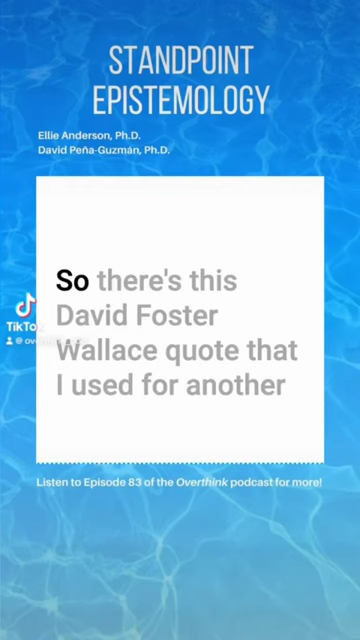 STANDPOINT
EPISTEMOLOGY
Ellie Anderson, Ph.D.
David Peña-Guzmán, Ph.D.
So there's this
David Foster
Wallace quote that
I used for another
TikTok
Listen to Episode 83 of the Overthink podcast for more!